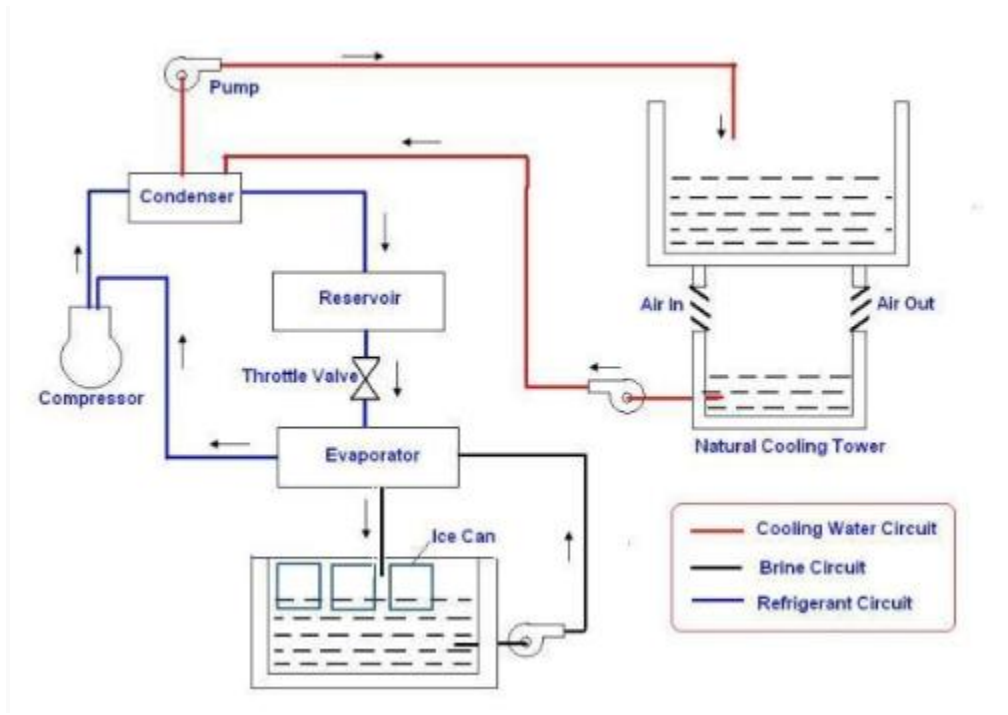 Pump
Condenser
Reservoir
Air In
Air Out
Throttle Valve
Compressor
Natural Cooling Tower
Evaporator
Ice Can
Cooling Water Circuit
Brine Circuit
Refrigerant Circuit